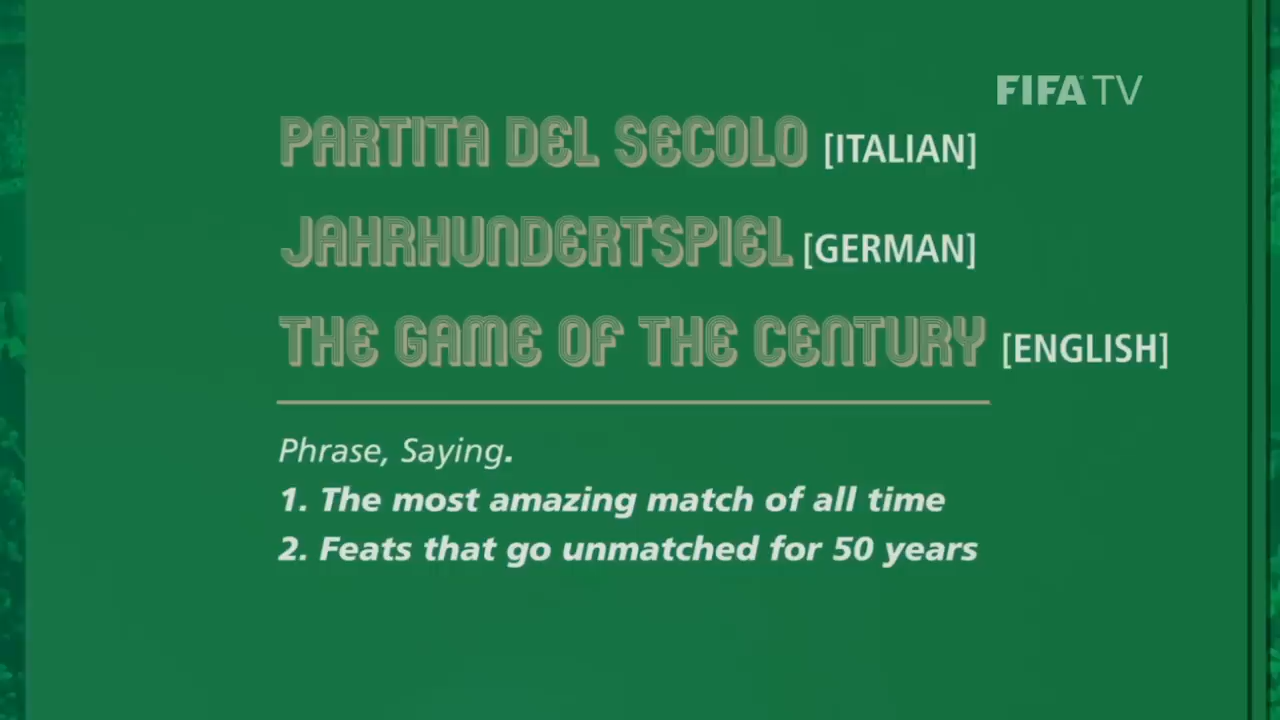 FIFA TV
PARTITA DEL SECOLO [ITALIAN]
JAHRHUNDERTSPIEL [GERMAN]
THE GAME OF THE CENTURY [ENGLISH]
Phrase, Saying.
1. The most amazing match of all time
2. Feats that go unmatched for 50 years